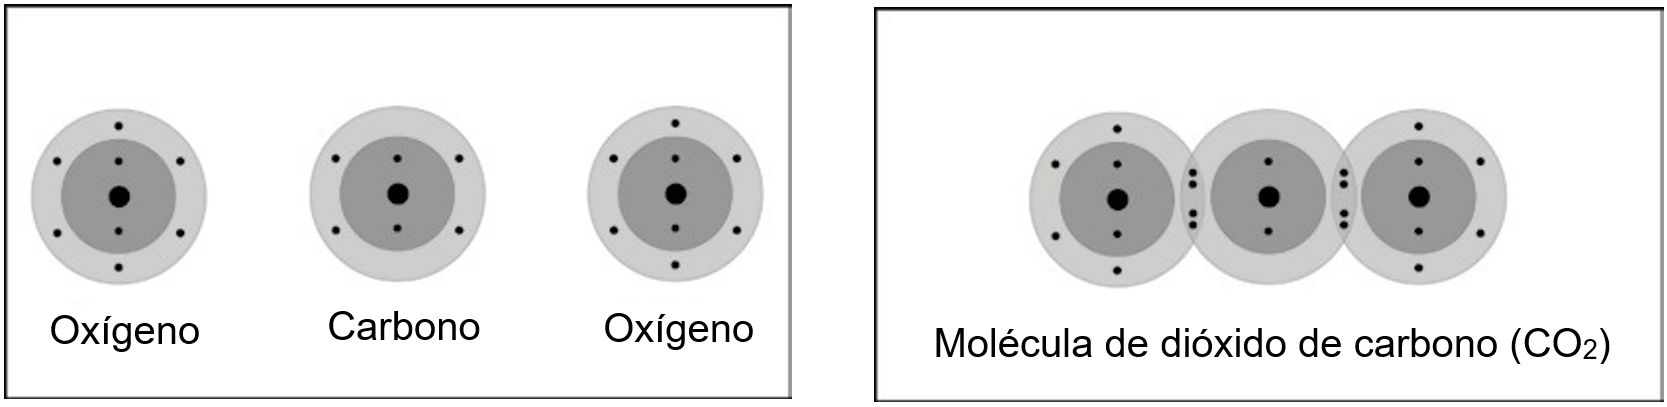 Oxígeno
Carbono
Oxígeno
Molécula de dióxido de carbono (CO₂)